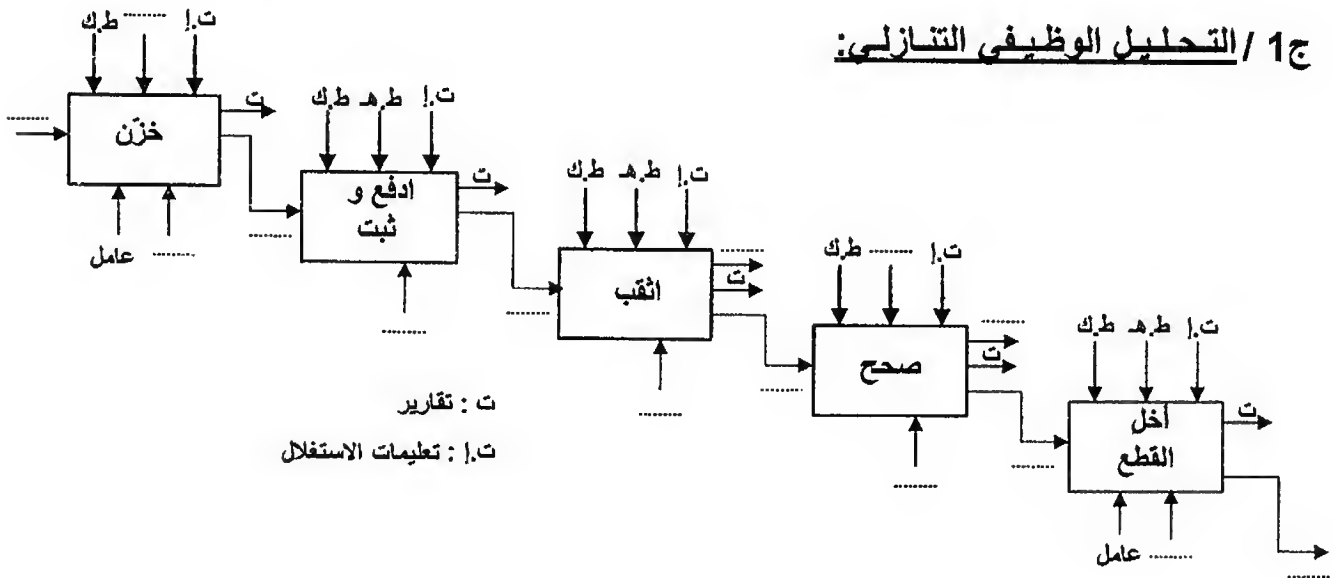 ج1 / التحليل الوظيفي التنازلي:
ط.ك ........ ت.إ
........
خزّن
ت
عامل ........
ط.ك ط.هـ ت.إ
........
ادفع و
ثبت
ت
........
ط.ك ط.هـ ت.إ
........
اثقب
........
ت
........
ط.ك ........ ت.إ
........
صحح
........
ت
........
ط.ك ط.هـ ت.إ
........
أخل
القطع
ت
عامل ........
........
ت : تقارير
ت.إ : تعليمات الاستغلال